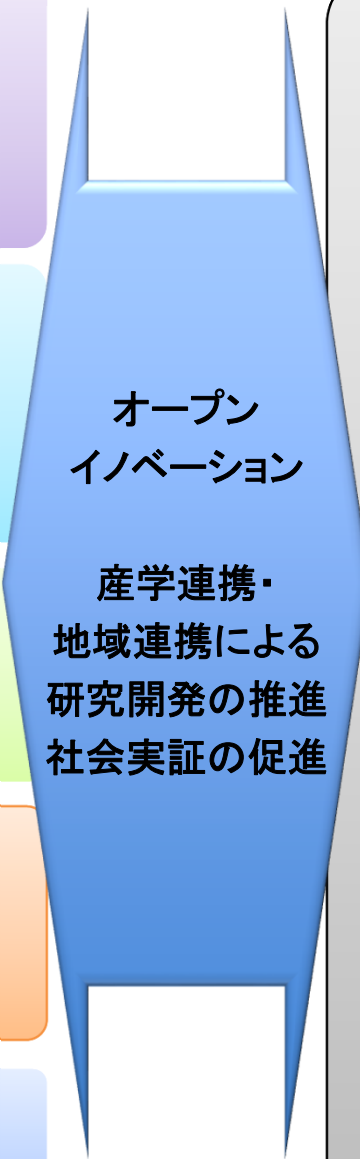 オープン
イノベーション
産学連携・
地域連携による
研究開発の推進
社会実証の促進